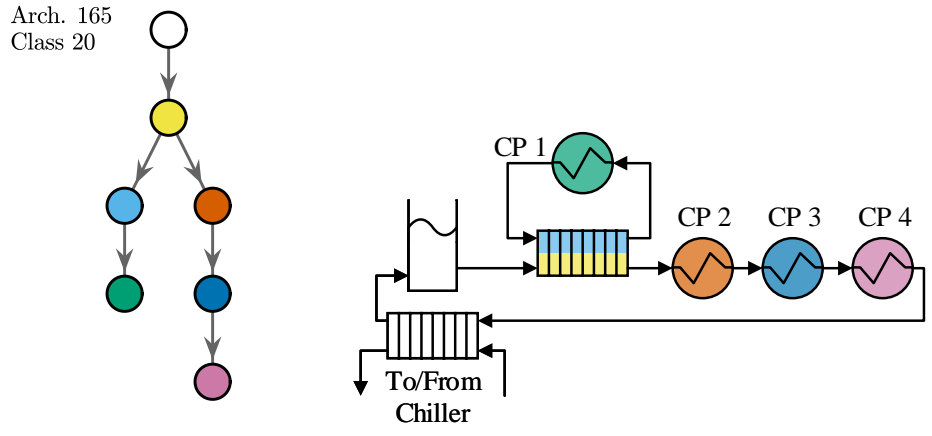 Arch. 165
Class 20
CP 1
CP 2
CP 3
CP 4
To/From
Chiller